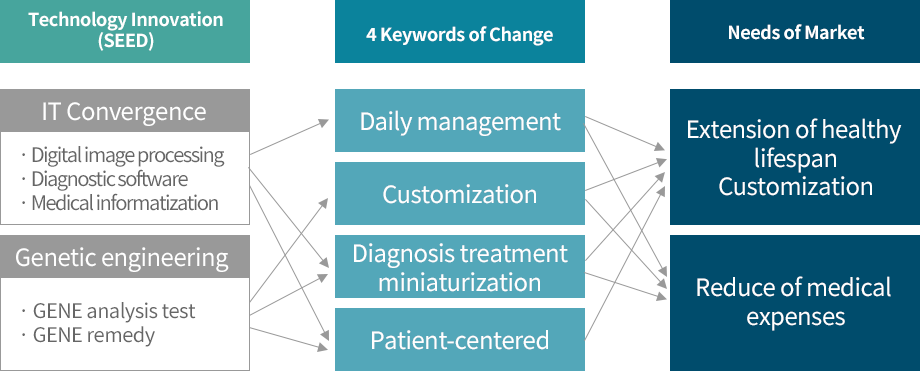 Technology Innovation
(SEED)
4 Keywords of Change
Needs of Market
IT Convergence
· Digital image processing
· Diagnostic software
· Medical informatization
Genetic engineering
· GENE analysis test
· GENE remedy
Daily management
Customization
Diagnosis treatment
miniaturization
Patient-centered
Extension of healthy
lifespan
Customization
Reduce of medical
expenses